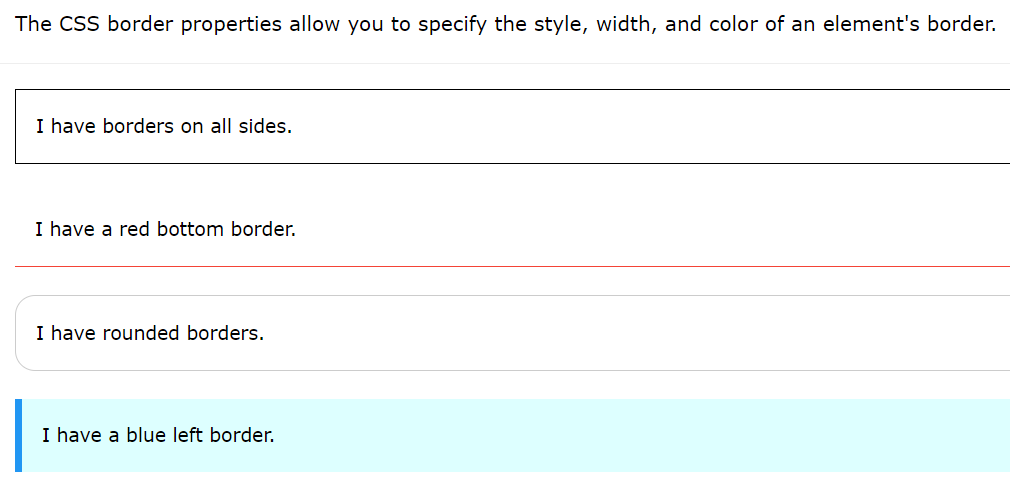 The CSS border properties allow you to specify the style, width, and color of an element's border.
I have borders on all sides.
I have a red bottom border.
I have rounded borders.
I have a blue left border.